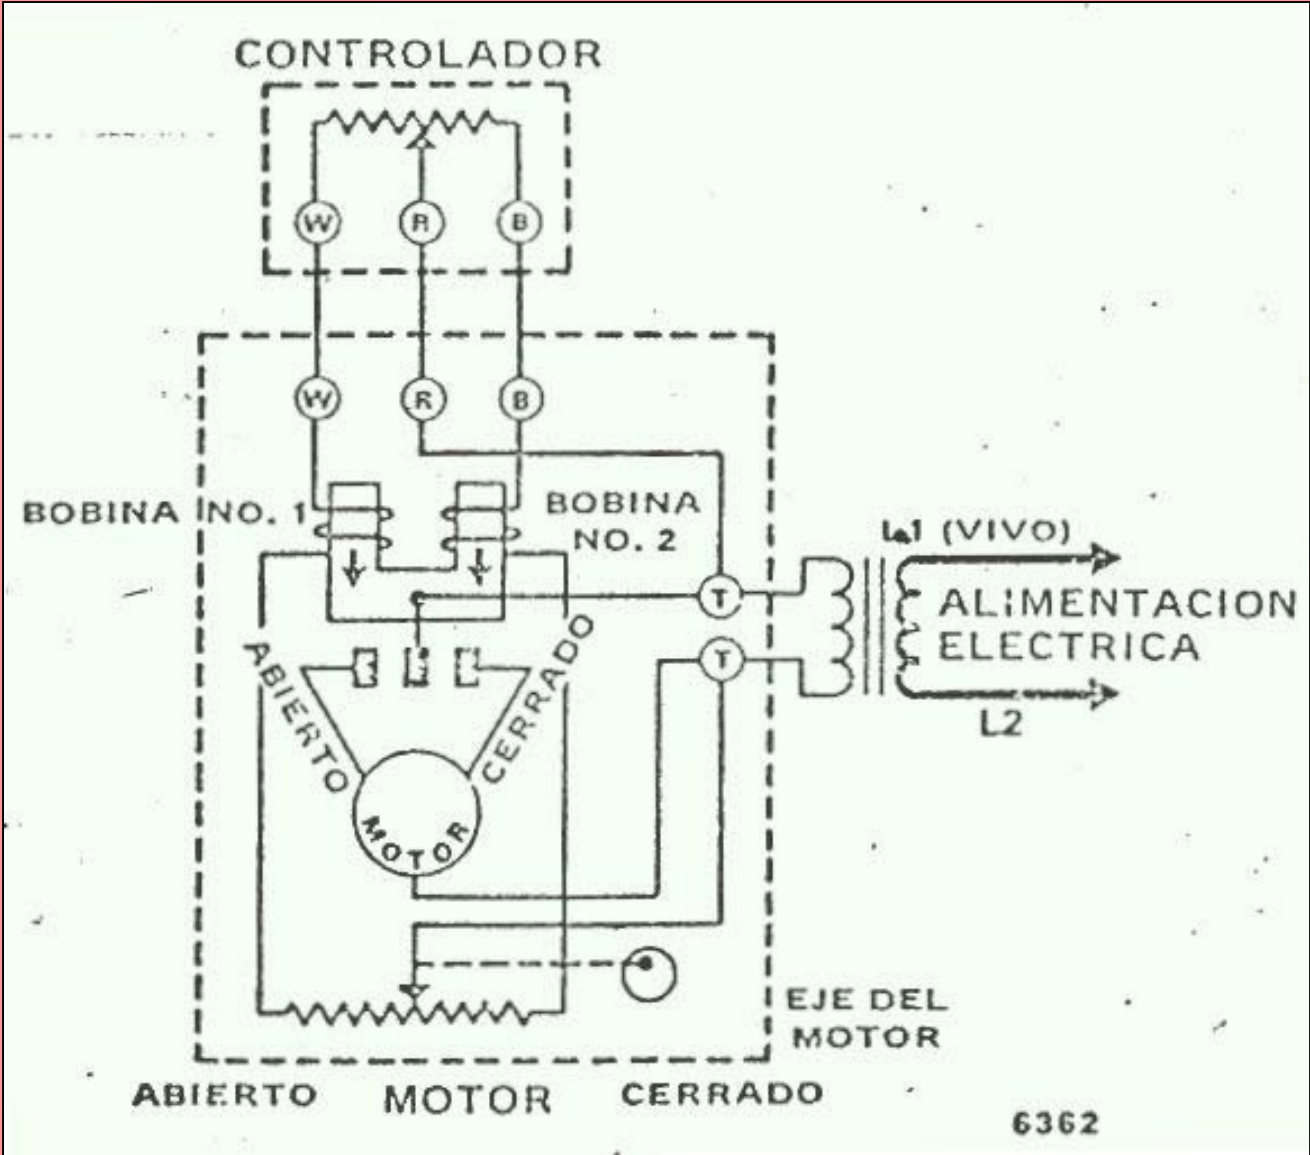 CONTROLADOR
W R B
W R B
BOBINA NO. 1
BOBINA
NO. 2
L1 (VIVO)
T
ALIMENTACION
ELECTRICA
T
L2
ABIERTO
CERRADO
MOTOR
EJE DEL
MOTOR
ABIERTO MOTOR CERRADO
6362